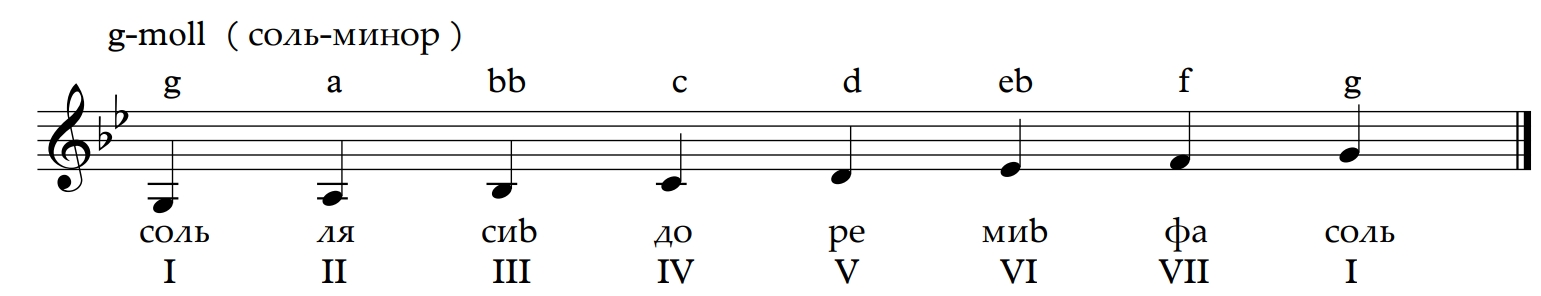 g-moll ( соль-минор )
g a bb c d eb f g
соль ля сиb до ре миb фа соль
I II III IV V VI VII I